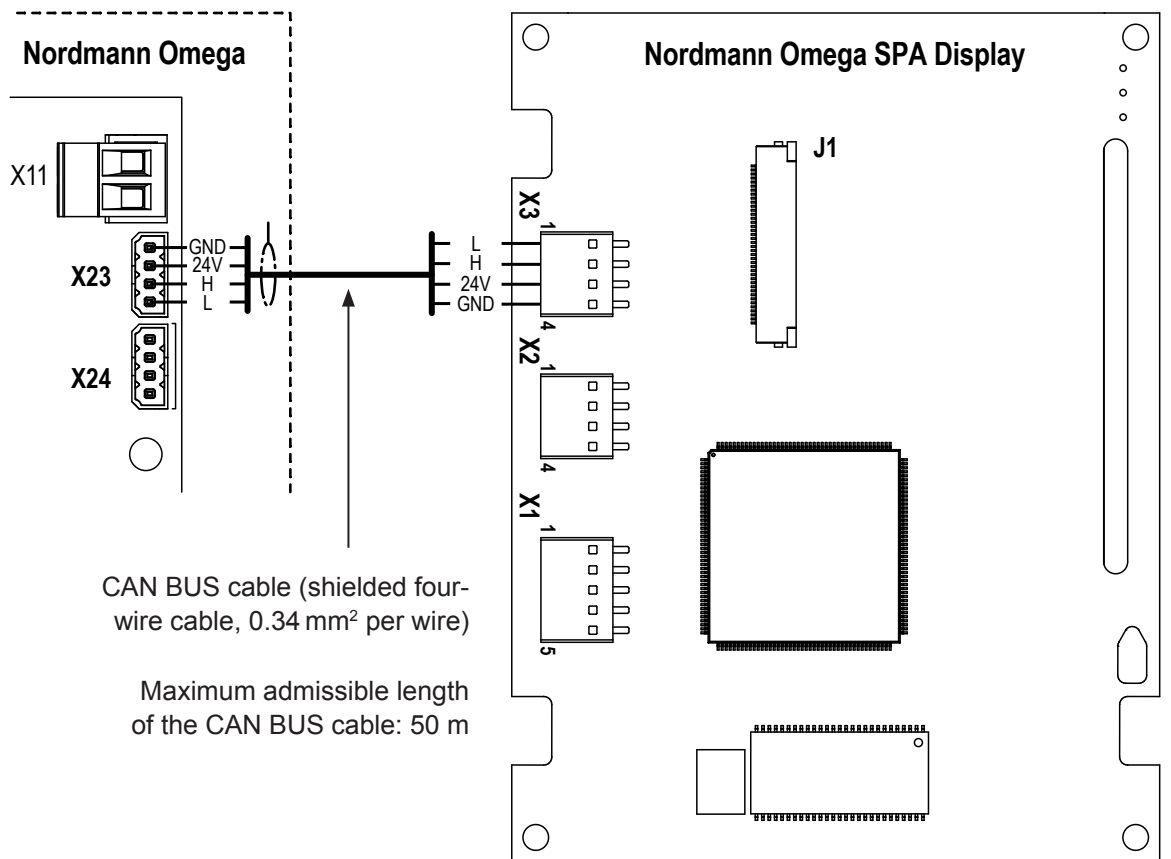 Nordmann Omega
Nordmann Omega SPA Display
X11
X23
GND
24V
H
L
X24
X3
1
L
H
24V
GND
4
J1
X2
1
4
X1
1
5
CAN BUS cable (shielded four-
wire cable, 0.34 mm² per wire)
Maximum admissible length
of the CAN BUS cable: 50 m